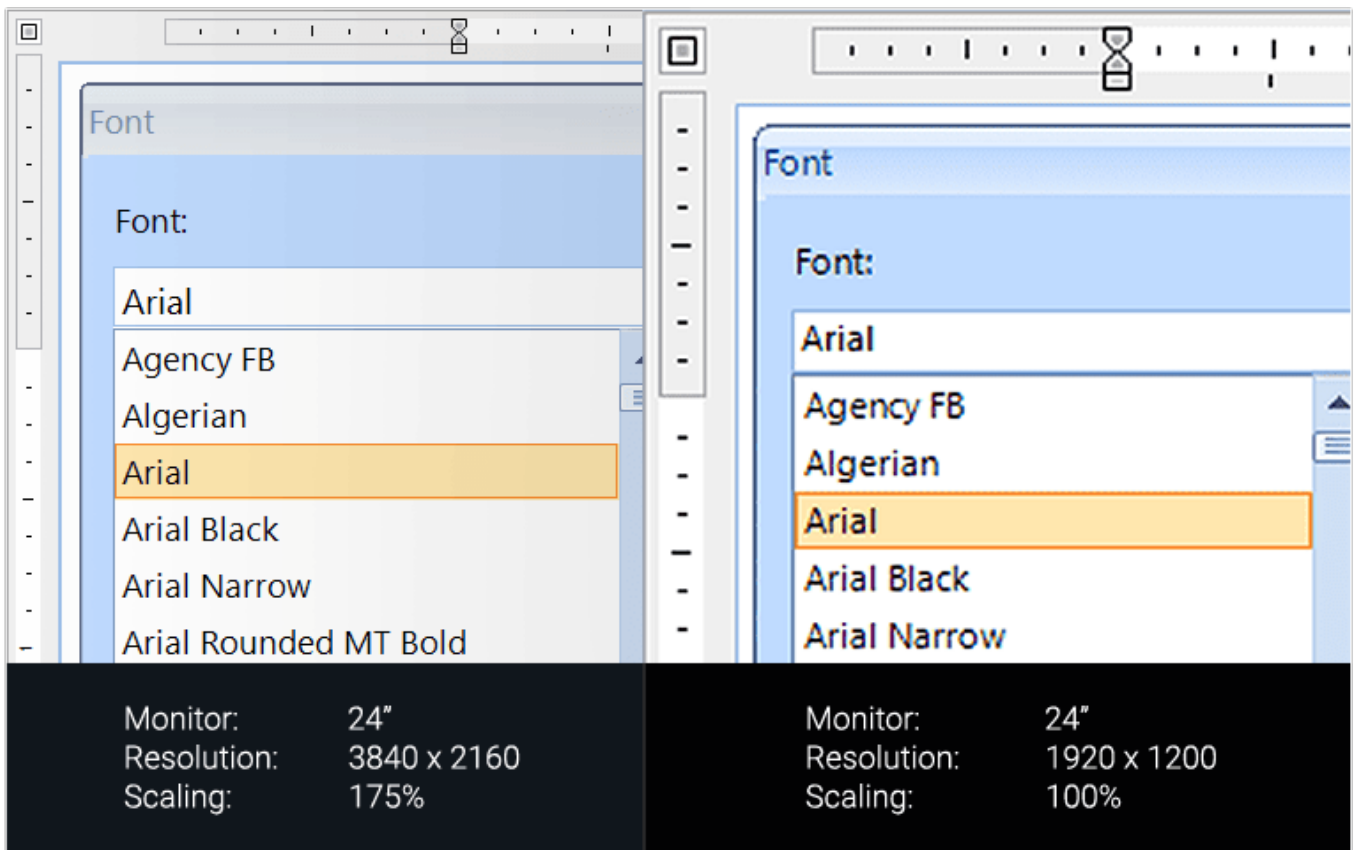 Font
Font:
Arial
Agency FB
Algerian
Arial
Arial Black
Arial Narrow
Arial Rounded MT Bold
Monitor: 24”
Resolution: 3840 x 2160
Scaling: 175%
Font
Font:
Arial
Agency FB
Algerian
Arial
Arial Black
Arial Narrow
Monitor: 24”
Resolution: 1920 x 1200
Scaling: 100%